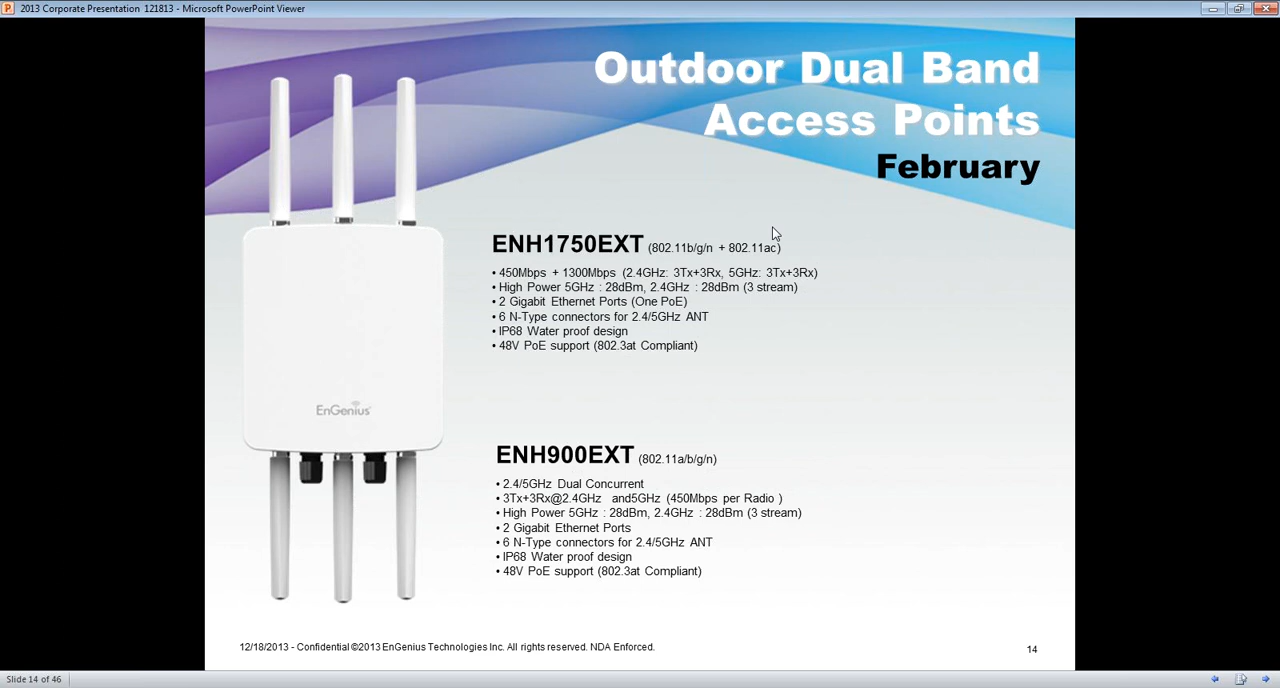 2013 Corporate Presentation 121813 - Microsoft PowerPoint Viewer
Outdoor Dual Band
Access Points
February
ENH1750EXT (802.11b/g/n + 802.11ac)
• 450Mbps + 1300Mbps (2.4GHz: 3Tx+3Rx, 5GHz: 3Tx+3Rx)
• High Power 5GHz : 28dBm, 2.4GHz : 28dBm (3 stream)
• 2 Gigabit Ethernet Ports (One PoE)
• 6 N-Type connectors for 2.4/5GHz ANT
• IP68 Water proof design
• 48V PoE support (802.3at Compliant)
EnGenius
ENH900EXT (802.11a/b/g/n)
• 2.4/5GHz Dual Concurrent
• 3Tx+3Rx@2.4GHz and5GHz (450Mbps per Radio )
• High Power 5GHz : 28dBm, 2.4GHz : 28dBm (3 stream)
• 2 Gigabit Ethernet Ports
• 6 N-Type connectors for 2.4/5GHz ANT
• IP68 Water proof design
• 48V PoE support (802.3at Compliant)
12/18/2013 - Confidential ©2013 EnGenius Technologies Inc. All rights reserved. NDA Enforced.
14
Slide 14 of 46